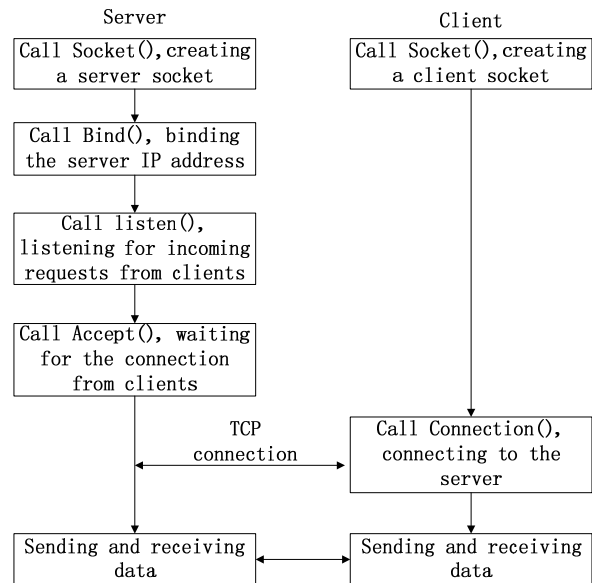 Server
Call Socket(),creating
a server socket
Call Bind(), binding
the server IP address
Call listen(),
listening for incoming
requests from clients
Call Accept(), waiting
for the connection
from clients
Sending and receiving
data
TCP
connection
Client
Call Socket(),creating
a client socket
Call Connection(),
connecting to the
server
Sending and receiving
data